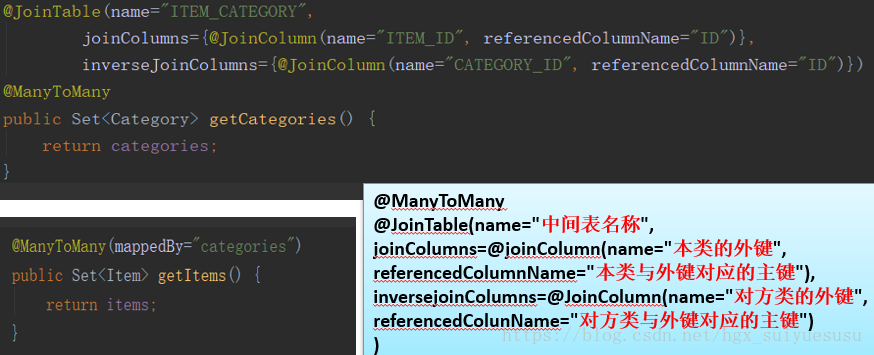 @JoinTable(name="ITEM_CATEGORY",
joinColumns={@JoinColumn(name="ITEM_ID", referencedColumnName="ID")},
inverseJoinColumns={@JoinColumn(name="CATEGORY_ID", referencedColumnName="ID")})
@ManyToMany
public Set<Category> getCategories() {
return categories;
}
@ManyToMany(mappedBy="categories")
public Set<Item> getItems() {
return items;
}
@ManyToMany
@JoinTable(name="中间表名称",
joinColumns=@joinColumn(name="本类的外键",
referencedColumnName="本类与外键对应的主键"),
inversejoinColumns=@JoinColumn(name="对方类的外键",
referencedColunName="对方类与外键对应的主键")
)
https://blog.csdn.net/hgx_suiyuesusu